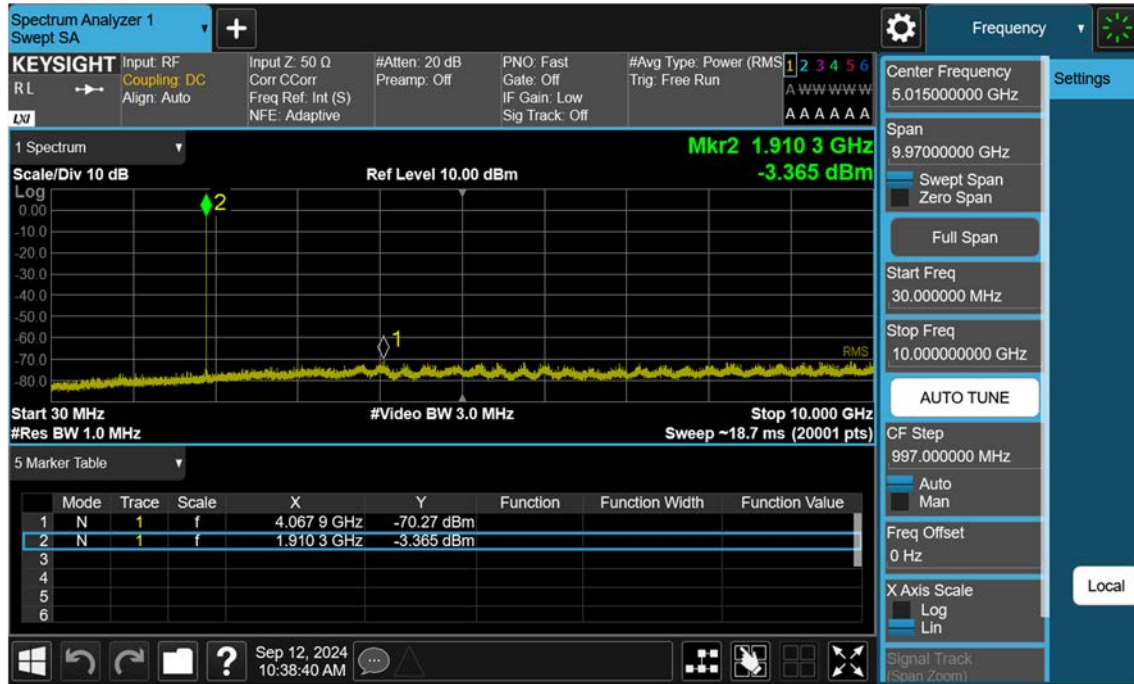 Spectrum Analyzer 1
Swept SA
+
Frequency
KEYSIGHT
R L
LXI
Input: RF
Coupling: DC
Align: Auto
Input Z: 50 Ω
Corr CCorr
Freq Ref: Int (S)
NFE: Adaptive
#Atten: 20 dB
Preamp: Off
PNO: Fast
Gate: Off
IF Gain: Low
Sig Track: Off
#Avg Type: Power (RMS
Trig: Free Run
1 2 3 4 5 6
A W W W W W
A A A A A A
1 Spectrum
Mkr2 1.910 3 GHz
Scale/Div 10 dB
Ref Level 10.00 dBm
-3.365 dBm
Log
2
0.00
-10.0
-20.0
-30.0
-40.0
-50.0
-60.0
1
-70.0
RMS
-80.0
Start 30 MHz
#Video BW 3.0 MHz
Stop 10.000 GHz
#Res BW 1.0 MHz
Sweep ~18.7 ms (20001 pts)
5 Marker Table
Mode Trace Scale X Y Function Function Width Function Value
1 N 1 f 4.067 9 GHz -70.27 dBm
2 N 1 f 1.910 3 GHz -3.365 dBm
3
4
5
6
Sep 12, 2024
10:38:40 AM
?
Center Frequency
5.015000000 GHz
Settings
Span
9.97000000 GHz
Swept Span
Zero Span
Full Span
Start Freq
30.000000 MHz
Stop Freq
10.000000000 GHz
AUTO TUNE
CF Step
997.000000 MHz
Auto
Man
Freq Offset
0 Hz
X Axis Scale
Log
Lin
Local
Signal Track
(Span Zoom)